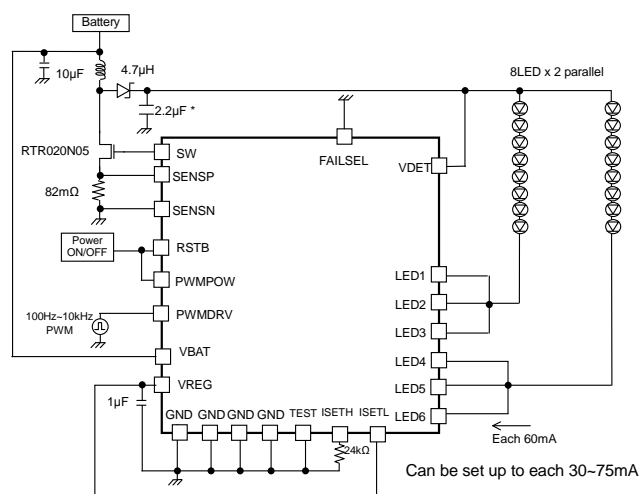 Battery
10μF
4.7μH
8LED x 2 parallel
2.2μF *
RTR020N05
SW
FAILSEL
SENSP
VDET
82mΩ
SENSN
Power
ON/OFF
RSTB
LED1
PWMPOW
LED2
100Hz~10kHz
PWM
PWMDRV
LED3
VBAT
LED4
VREG
LED5
1μF
GND GND GND GND TEST ISETH ISETL
LED6
24kΩ
Each 60mA
Can be set up to each 30~75mA